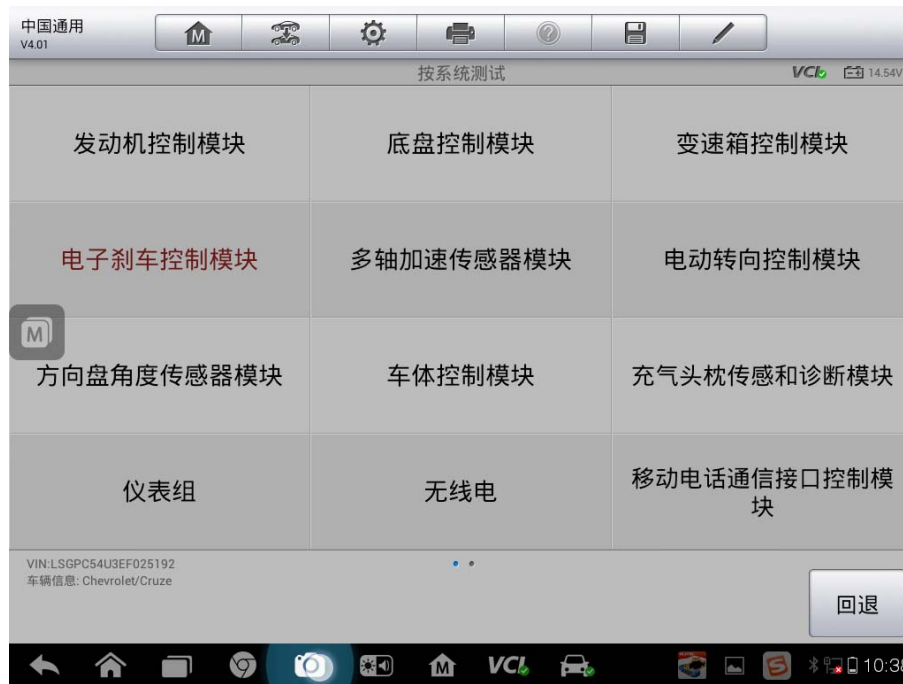 中国通用
V4.01
M
?
按系统测试
VCI
14.54V
发动机控制模块
底盘控制模块
变速箱控制模块
电子刹车控制模块
多轴加速传感器模块
电动转向控制模块
M
方向盘角度传感器模块
车体控制模块
充气头枕传感和诊断模块
仪表组
无线电
移动电话通信接口控制模
块
VIN:LSGPC54U3EF025192
车辆信息: Chevrolet/Cruze
回退
M
VCI
S